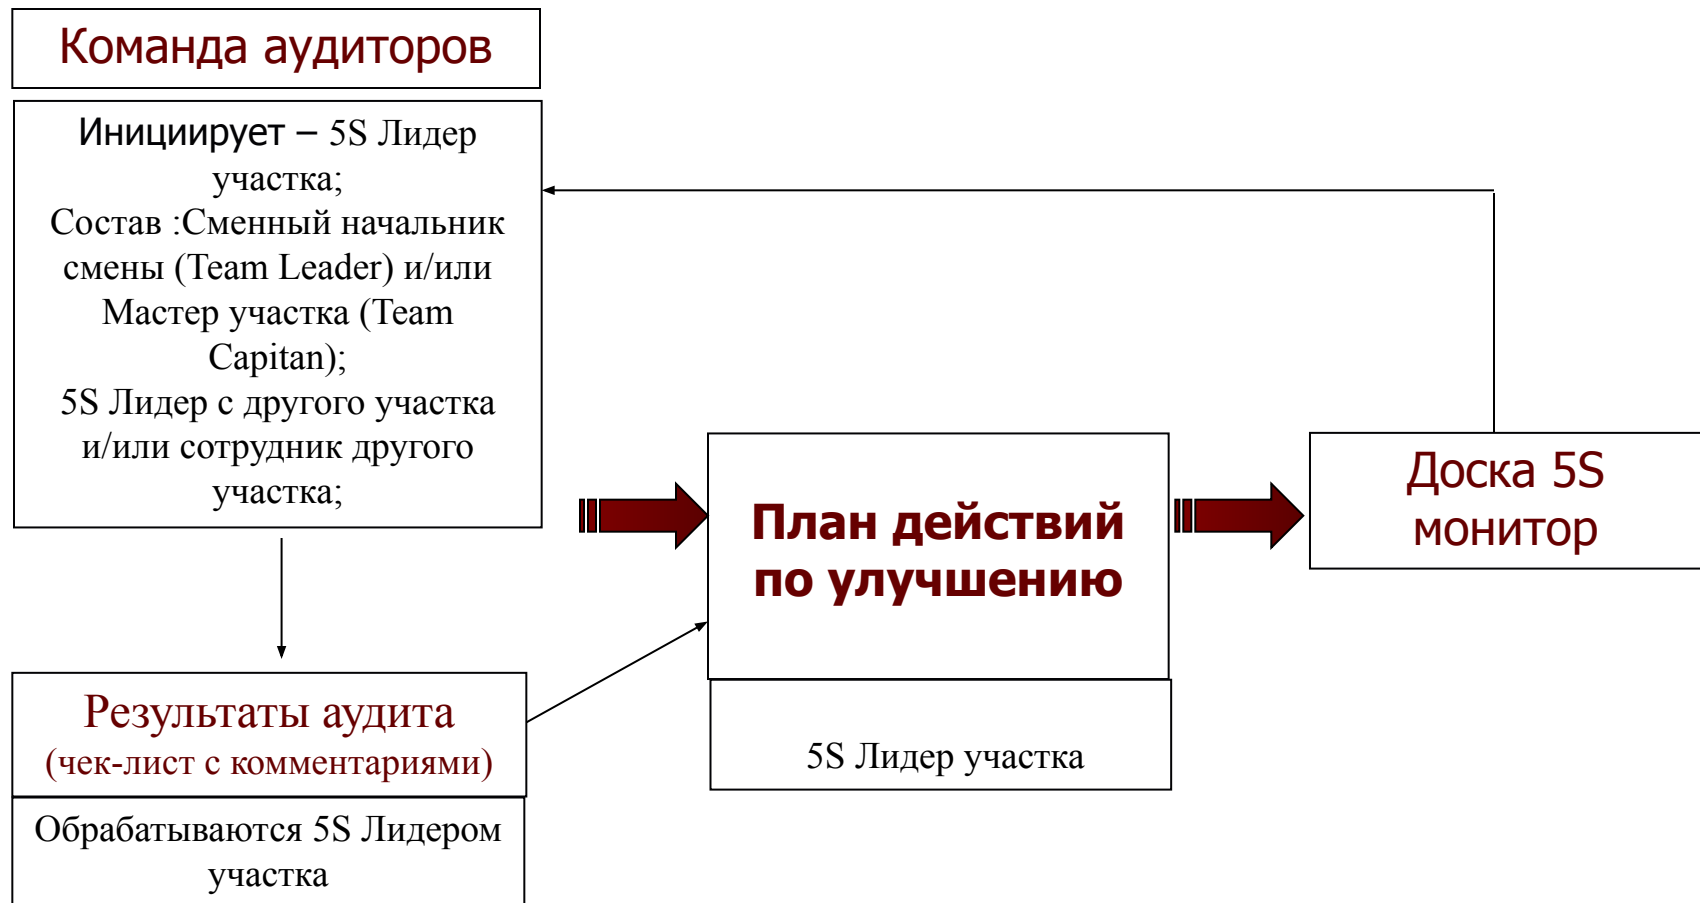 Команда аудиторов
Инициирует – 5S Лидер
участка;
Состав :Сменный начальник
смены (Team Leader) и/или
Мастер участка (Team
Capitan);
5S Лидер с другого участка
и/или сотрудник другого
участка;
Результаты аудита
(чек-лист с комментариями)
Обрабатываются 5S Лидером
участка
План действий
по улучшению
5S Лидер участка
Доска 5S
монитор